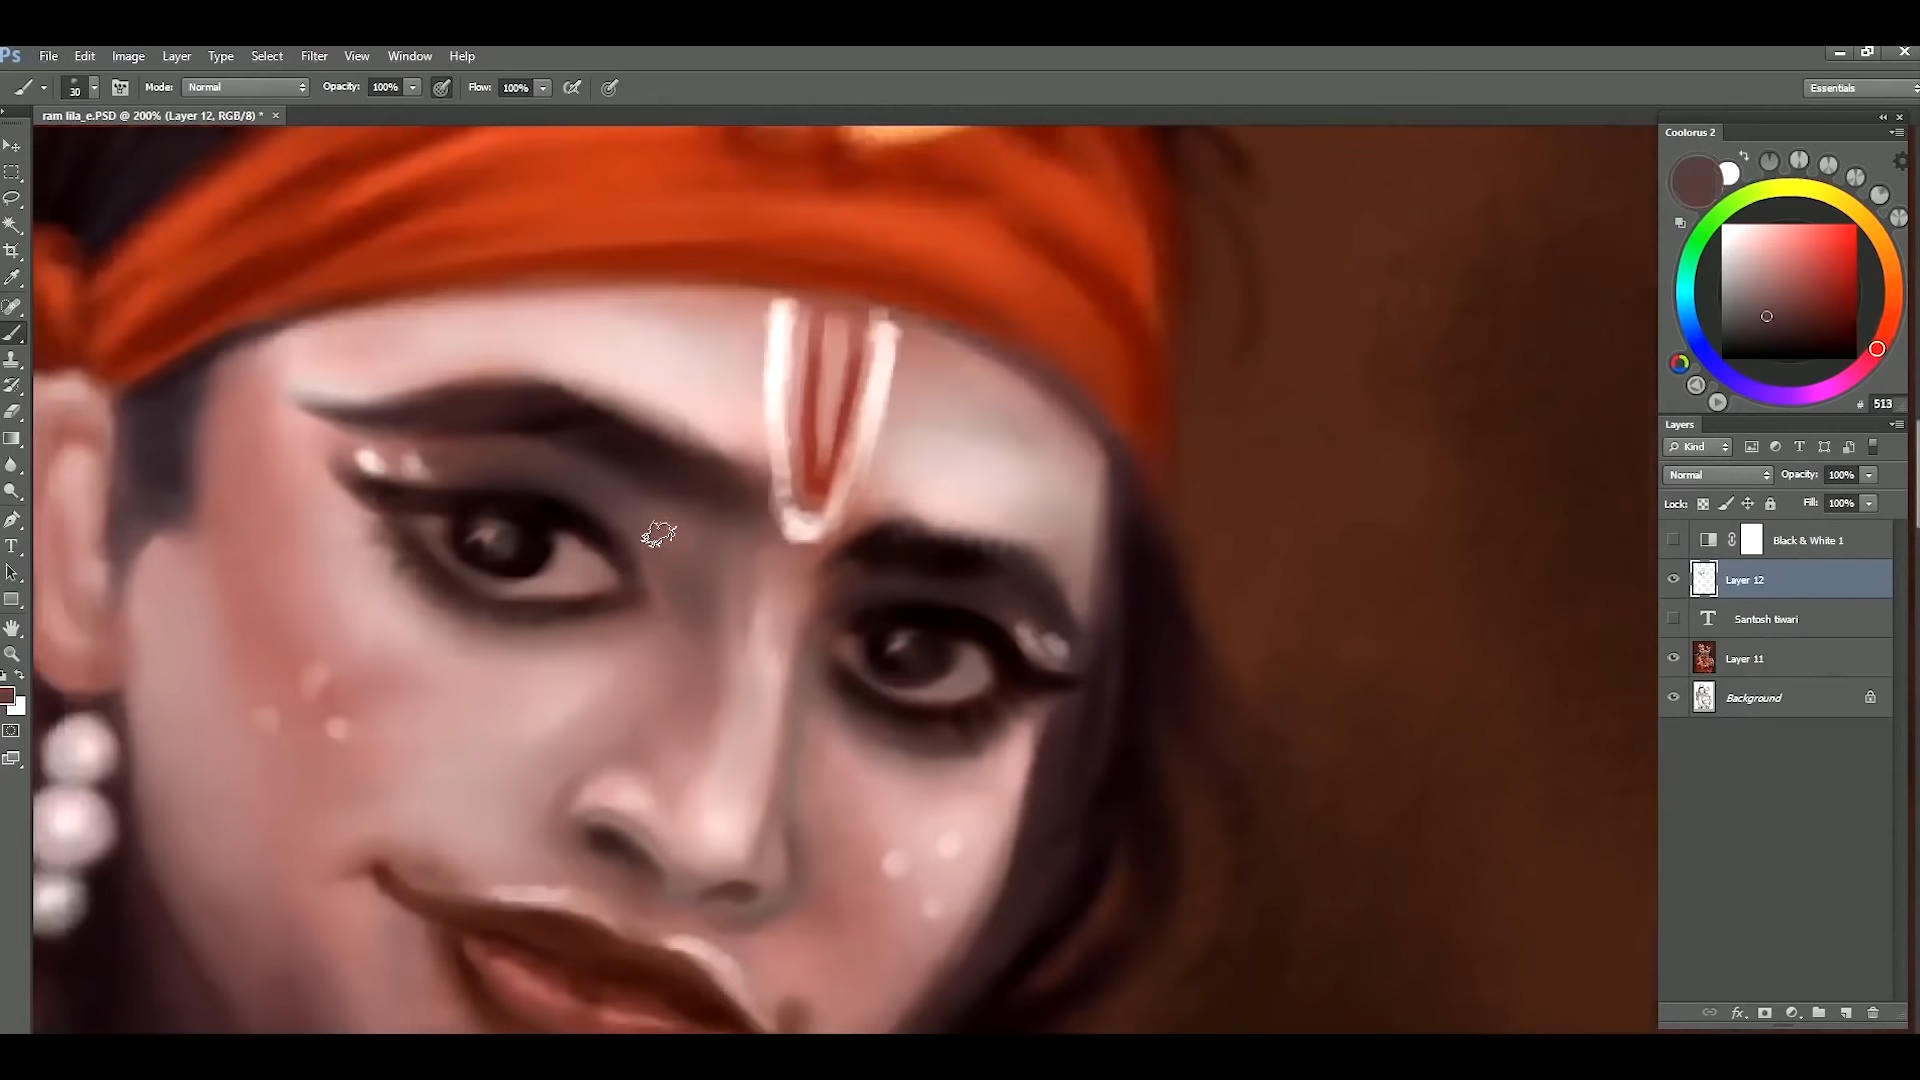 Ps File Edit Image Layer Type Select Filter View Window Help
30 Mode: Normal Opacity: 100% Flow: 100% Essentials
ram lila_e.PSD @ 200% (Layer 12, RGB/8) * ×
Coolorus 2
# 513
Layers
Kind
Normal Opacity: 100%
Lock: Fill: 100%
Black & White 1
Layer 12
T Santosh tiwari
Layer 11
Background
fx